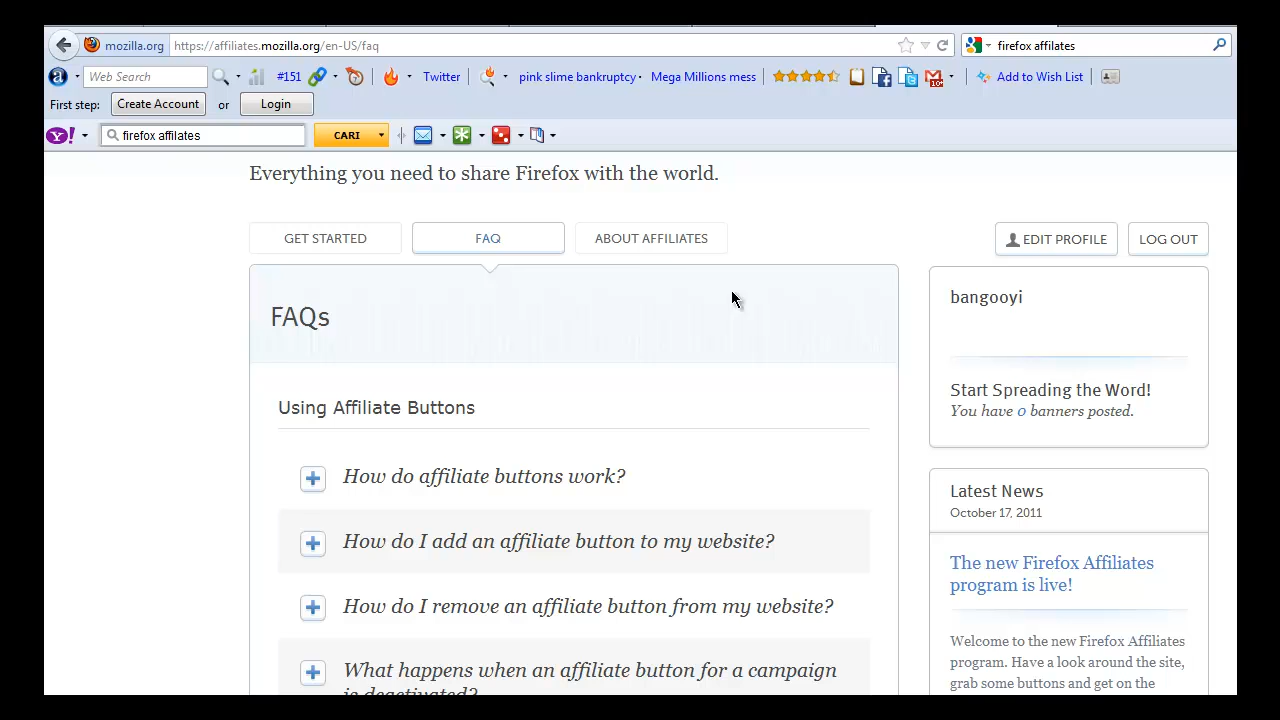 mozilla.org https://affiliates.mozilla.org/en-US/faq firefox affilates
a Web Search #151 Twitter pink slime bankruptcy Mega Millions mess 10+ Add to Wish List
First step: Create Account or Login
Y! firefox affilates CARI
Everything you need to share Firefox with the world.
GET STARTED FAQ ABOUT AFFILIATES EDIT PROFILE LOG OUT
FAQs
Using Affiliate Buttons
How do affiliate buttons work?
How do I add an affiliate button to my website?
How do I remove an affiliate button from my website?
What happens when an affiliate button for a campaign
is deactivated?
bangooyi
Start Spreading the Word!
You have 0 banners posted.
Latest News
October 17, 2011
The new Firefox Affiliates
program is live!
Welcome to the new Firefox Affiliates
program. Have a look around the site,
grab some buttons and get on the